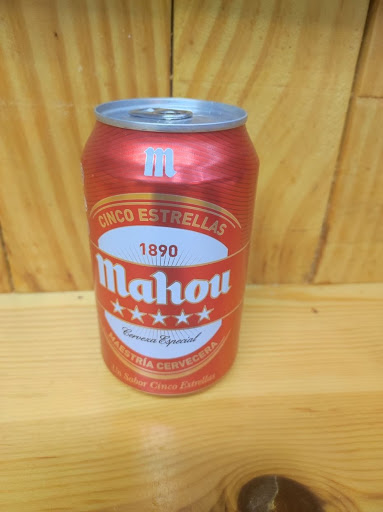 M
CINCO ESTRELLAS
1890
Mahou
Cerveza Especial
MAESTRÍA CERVECERA
Un Sabor Cinco Estrellas